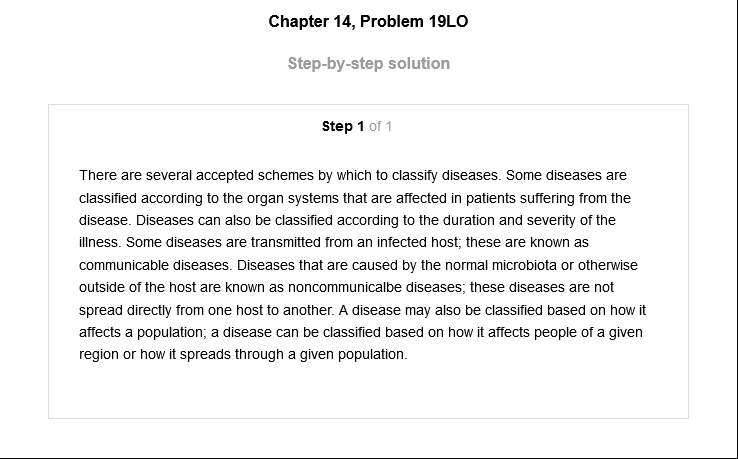 Chapter 14, Problem 19LO
Step-by-step solution
Step 1 of 1
There are several accepted schemes by which to classify diseases. Some diseases are
classified according to the organ systems that are affected in patients suffering from the
disease. Diseases can also be classified according to the duration and severity of the
illness. Some diseases are transmitted from an infected host; these are known as
communicable diseases. Diseases that are caused by the normal microbiota or otherwise
outside of the host are known as noncommunicalbe diseases; these diseases are not
spread directly from one host to another. A disease may also be classified based on how it
affects a population; a disease can be classified based on how it affects people of a given
region or how it spreads through a given population.